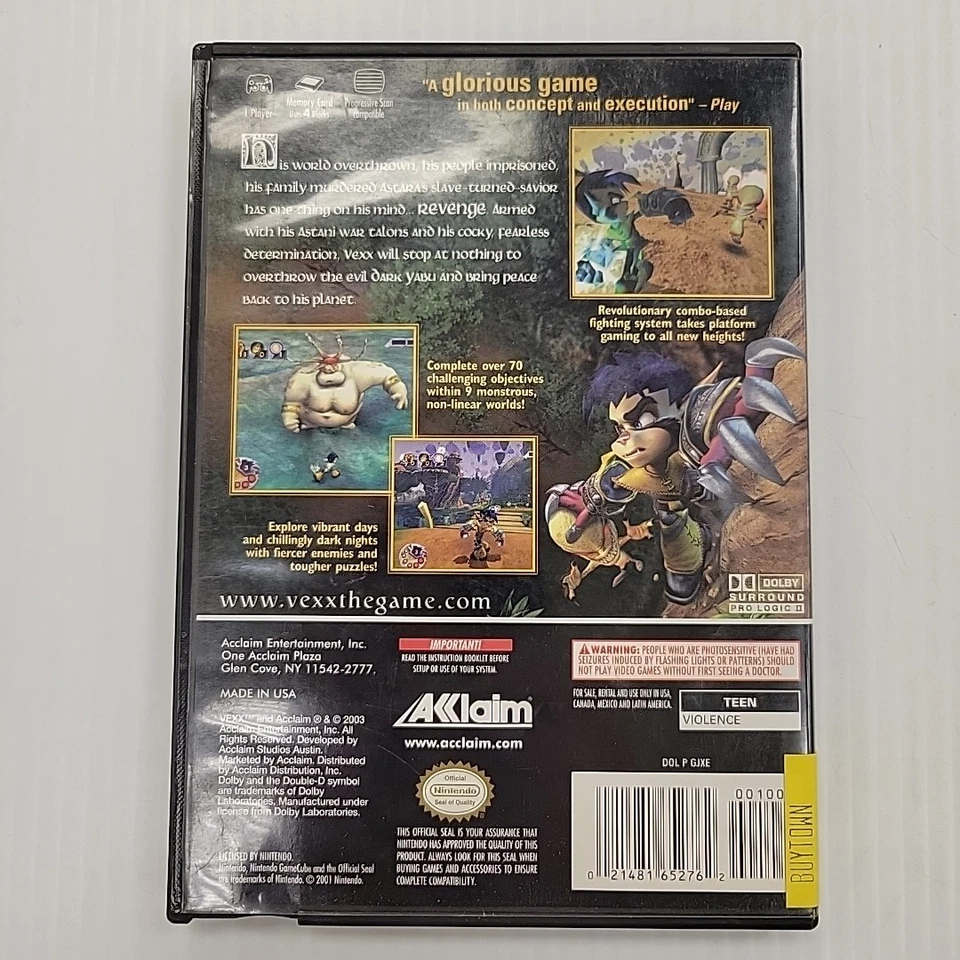 "A glorious game
in both concept and execution" – Play
1 Player
Memory Card
Uses 4 Blocks
Progressive Scan
Compatible
His world overthrown, his people imprisoned,
his family murdered Astara's slave-turned-savior
has one thing on his mind... REVENGE. Armed
with his Astani war talons and his cocky, fearless
determination, Vexx will stop at nothing to
overthrow the evil Dark Yabu and bring peace
back to his planet.
Revolutionary combo-based
fighting system takes platform
gaming to all new heights!
Complete over 70
challenging objectives
within 9 monstrous,
non-linear worlds!
Explore vibrant days
and chillingly dark nights
with fiercer enemies and
tougher puzzles!
www.vexxthegame.com
DOLBY
SURROUND
PRO LOGIC II
Acclaim Entertainment, Inc.
One Acclaim Plaza
Glen Cove, NY 11542-2777.
MADE IN USA
VEXX™ and Acclaim ® & © 2003
Acclaim Entertainment, Inc. All
Rights Reserved. Developed by
Acclaim Studios Austin.
Marketed by Acclaim. Distributed
by Acclaim Distribution, Inc.
Dolby and the Double-D symbol
are trademarks of Dolby
Laboratories. Manufactured under
license from Dolby Laboratories.
LICENSED BY NINTENDO.
Nintendo, Nintendo GameCube and the Official Seal
are trademarks of Nintendo. © 2001 Nintendo.
IMPORTANT!
READ THE INSTRUCTION BOOKLET BEFORE
SETUP OR USE OF YOUR SYSTEM.
AKClaim
www.acclaim.com
Official
Nintendo
Seal of Quality
THIS OFFICIAL SEAL IS YOUR ASSURANCE THAT
NINTENDO HAS APPROVED THE QUALITY OF THIS
PRODUCT. ALWAYS LOOK FOR THIS SEAL WHEN
BUYING GAMES AND ACCESSORIES TO ENSURE
COMPLETE COMPATIBILITY.
WARNING: PEOPLE WHO ARE PHOTOSENSITIVE (HAVE HAD
SEIZURES INDUCED BY FLASHING LIGHTS OR PATTERNS) SHOULD
NOT PLAY VIDEO GAMES WITHOUT FIRST SEEING A DOCTOR.
FOR SALE, RENTAL AND USE ONLY IN USA,
CANADA, MEXICO AND LATIN AMERICA.
TEEN
VIOLENCE
DOL P GJXE
00100
0 21481 65276 2
BUYTOWN